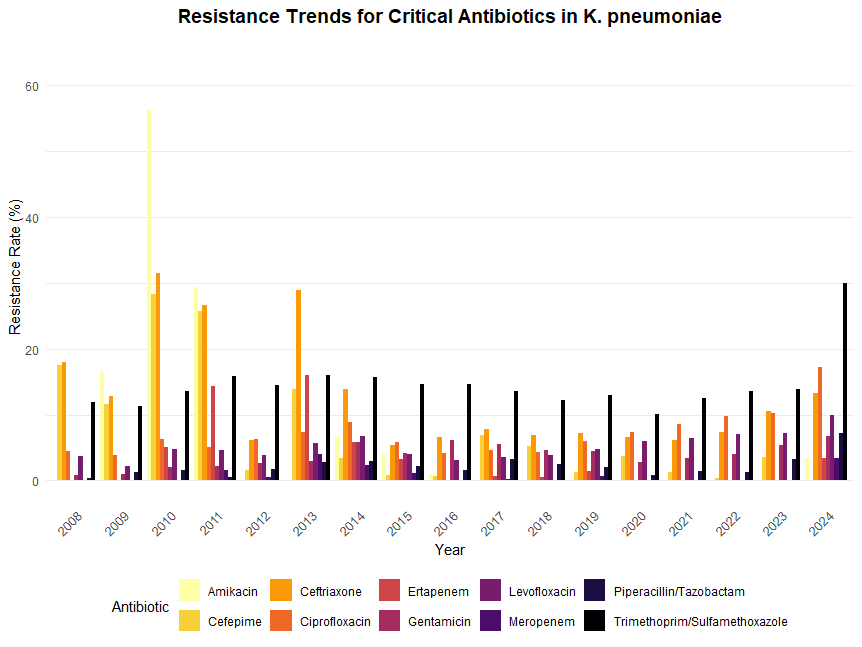 Resistance Trends for Critical Antibiotics in K. pneumoniae
Resistance Rate (%)
60
40
20
0
2008 2009 2010 2011 2012 2013 2014 2015 2016 2017 2018 2019 2020 2021 2022 2023 2024
Year
Antibiotic
Amikacin Ceftriaxone Ertapenem Levofloxacin Piperacillin/Tazobactam
Cefepime Ciprofloxacin Gentamicin Meropenem Trimethoprim/Sulfamethoxazole